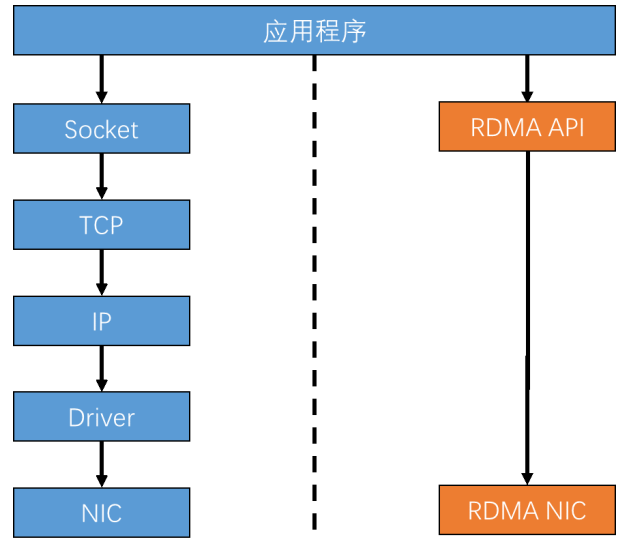 应用程序
Socket
RDMA API
TCP
IP
Driver
NIC
RDMA NIC